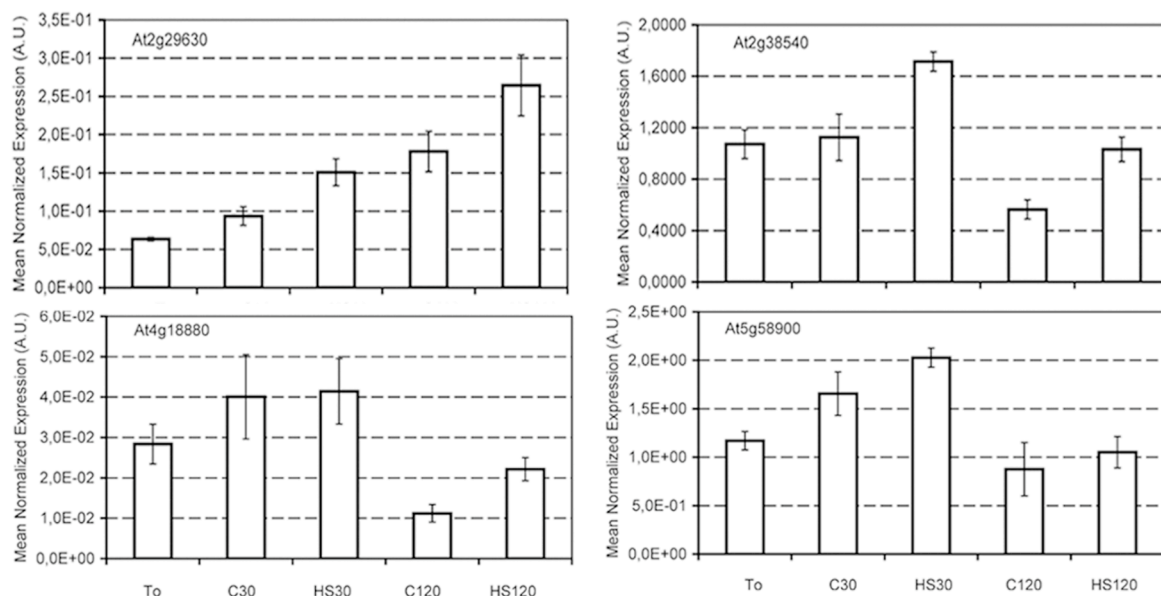 Mean Normalized Expression (A.U.)
3,5E-01
3,0E-01
2,5E-01
2,0E-01
1,5E-01
1,0E-01
5,0E-02
0,0E+00
At2g29630
Mean Normalized Expression (A.U.)
2,0000
1,6000
1,2000
0,8000
0,4000
0,0000
At2g38540
Mean Normalized Expression (A.U.)
6,0E-02
5,0E-02
4,0E-02
3,0E-02
2,0E-02
1,0E-02
0,0E+00
At4g18880
To C30 HS30 C120 HS120
Mean Normalized Expression (A.U.)
2,5E+00
2,0E+00
1,5E+00
1,0E+00
5,0E-01
0,0E+00
At5g58900
To C30 HS30 C120 HS120